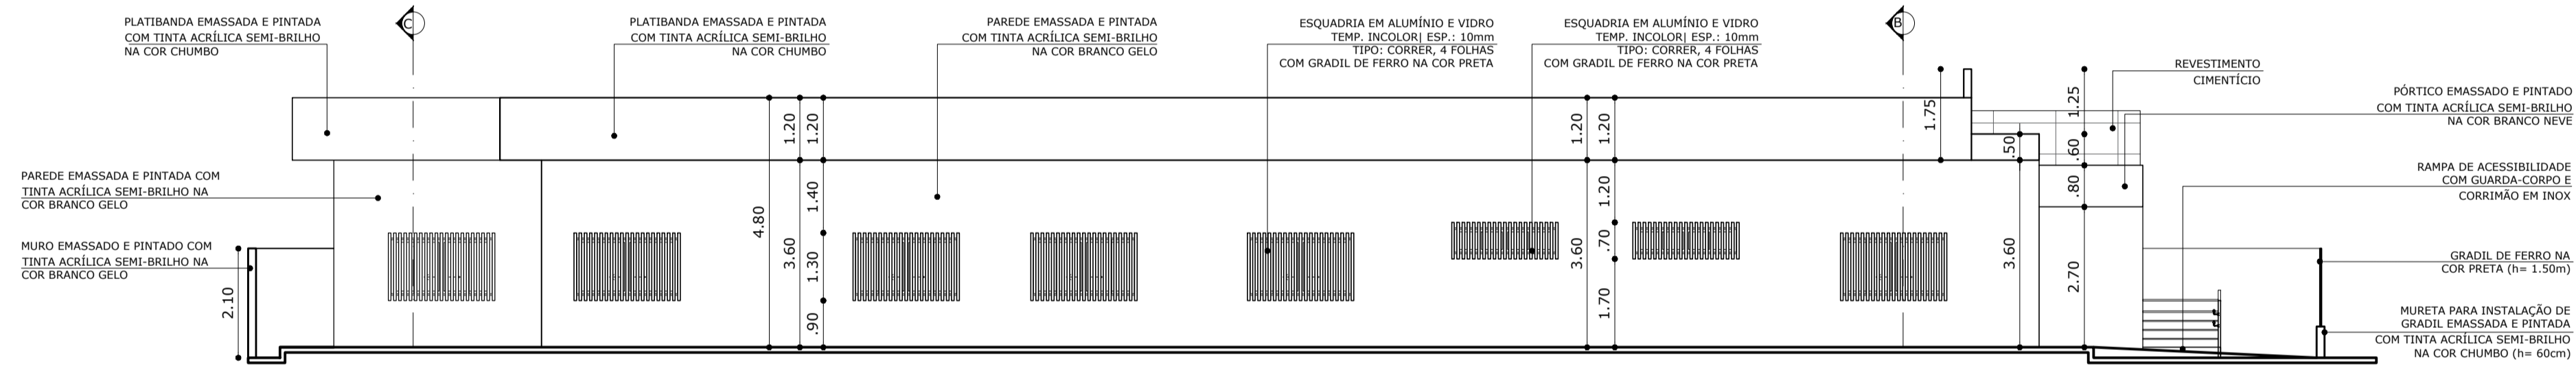 PLATIBANDA EMASSADA E PINTADA
COM TINTA ACRÍLICA SEMI-BRILHO
NA COR CHUMBO
C
PLATIBANDA EMASSADA E PINTADA
COM TINTA ACRÍLICA SEMI-BRILHO
NA COR CHUMBO
PAREDE EMASSADA E PINTADA
COM TINTA ACRÍLICA SEMI-BRILHO
NA COR BRANCO GELO
ESQUADRIA EM ALUMÍNIO E VIDRO
TEMP. INCOLOR| ESP.: 10mm
TIPO: CORRER, 4 FOLHAS
COM GRADIL DE FERRO NA COR PRETA
ESQUADRIA EM ALUMÍNIO E VIDRO
TEMP. INCOLOR| ESP.: 10mm
TIPO: CORRER, 4 FOLHAS
COM GRADIL DE FERRO NA COR PRETA
B
REVESTIMENTO
CIMENTÍCIO
PÓRTICO EMASSADO E PINTADO
COM TINTA ACRÍLICA SEMI-BRILHO
NA COR BRANCO NEVE
RAMPA DE ACESSIBILIDADE
COM GUARDA-CORPO E
CORRIMÃO EM INOX
GRADIL DE FERRO NA
COR PRETA (h= 1.50m)
MURETA PARA INSTALAÇÃO DE
GRADIL EMASSADA E PINTADA
COM TINTA ACRÍLICA SEMI-BRILHO
NA COR CHUMBO (h= 60cm)
PAREDE EMASSADA E PINTADA COM
TINTA ACRÍLICA SEMI-BRILHO NA
COR BRANCO GELO
MURO EMASSADO E PINTADO COM
TINTA ACRÍLICA SEMI-BRILHO NA
COR BRANCO GELO
2.10
4.80
1.20
3.60
1.20
1.40
1.30
.90
1.20
3.60
1.20
1.20
.70
1.70
1.75
.50
3.60
1.25
.60
.80
2.70